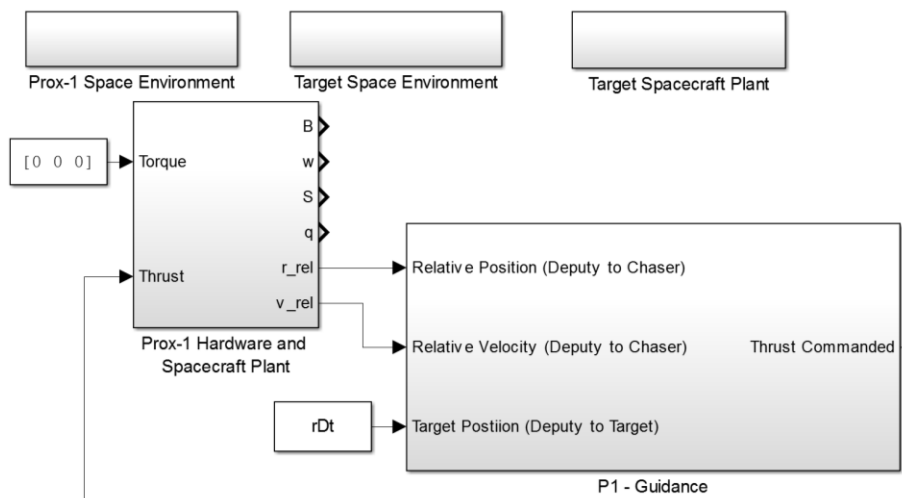 Prox-1 Space Environment
Target Space Environment
Target Spacecraft Plant
[0 0 0]
Torque
Thrust
B
w
S
q
r_rel
v_rel
Prox-1 Hardware and
Spacecraft Plant
rDt
Relative Position (Deputy to Chaser)
Relative Velocity (Deputy to Chaser)
Target Postiion (Deputy to Target)
Thrust Commanded
P1 - Guidance